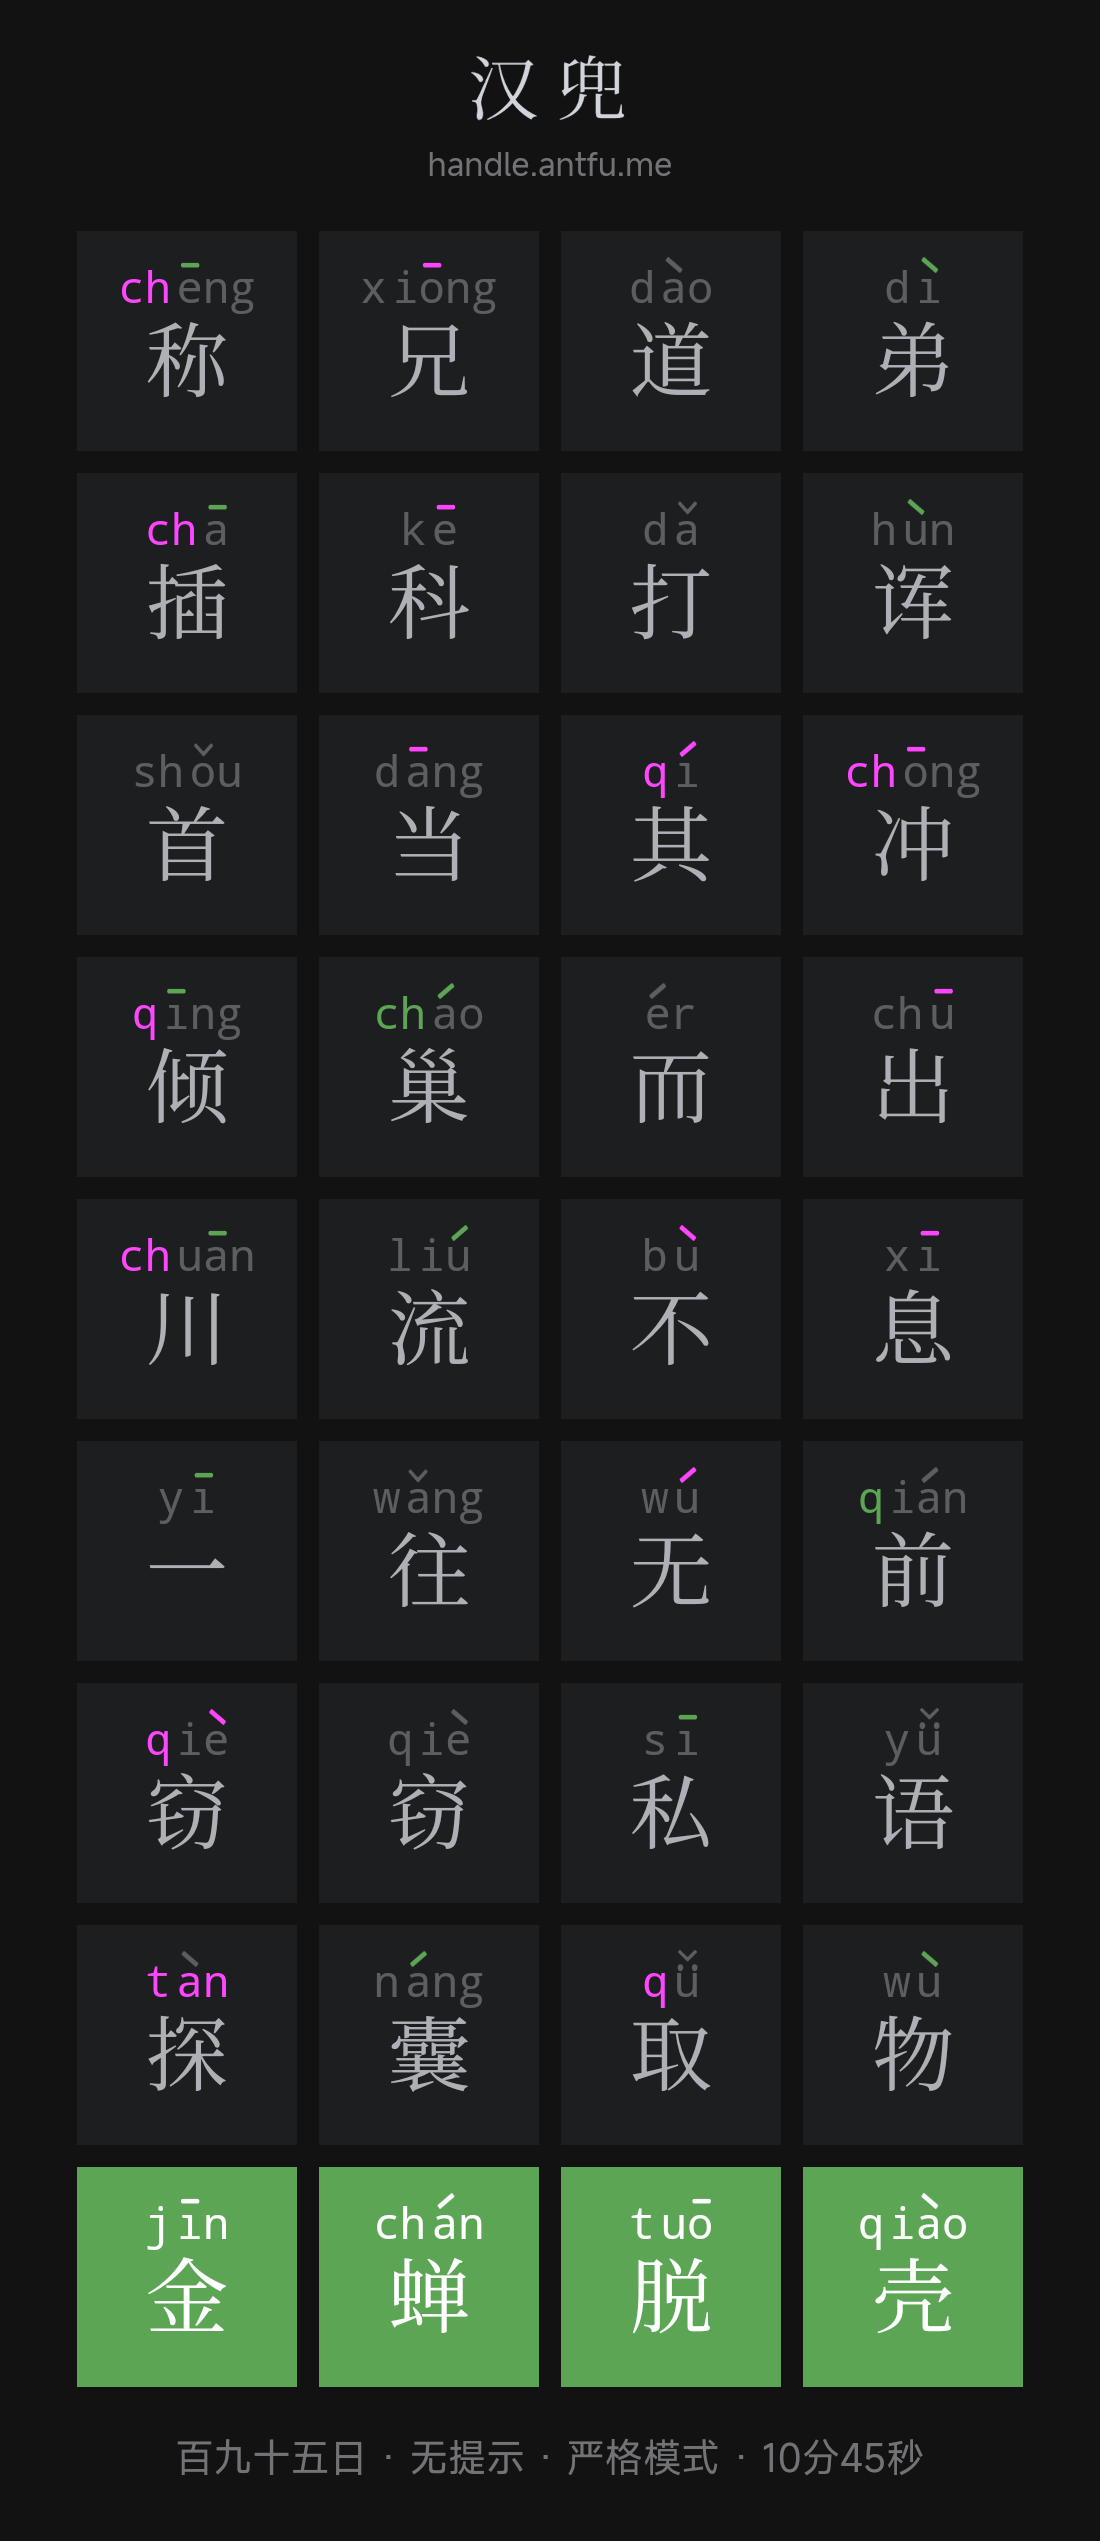 汉兜
handle.antfu.me
chēng xiōng dào dì
称 兄 道 弟
chā kē dǎ hùn
插 科 打 诨
shǒu dāng qí chōng
首 当 其 冲
qīng cháo ér chū
倾 巢 而 出
chuān liú bù xī
川 流 不 息
yī wǎng wú qián
一 往 无 前
qiè qiè sī yǚ
窃 窃 私 语
tàn náng qǚ wù
探 囊 取 物
jīn chán tuō qiào
金 蝉 脱 壳
百九十五日 · 无提示 · 严格模式 · 10分45秒